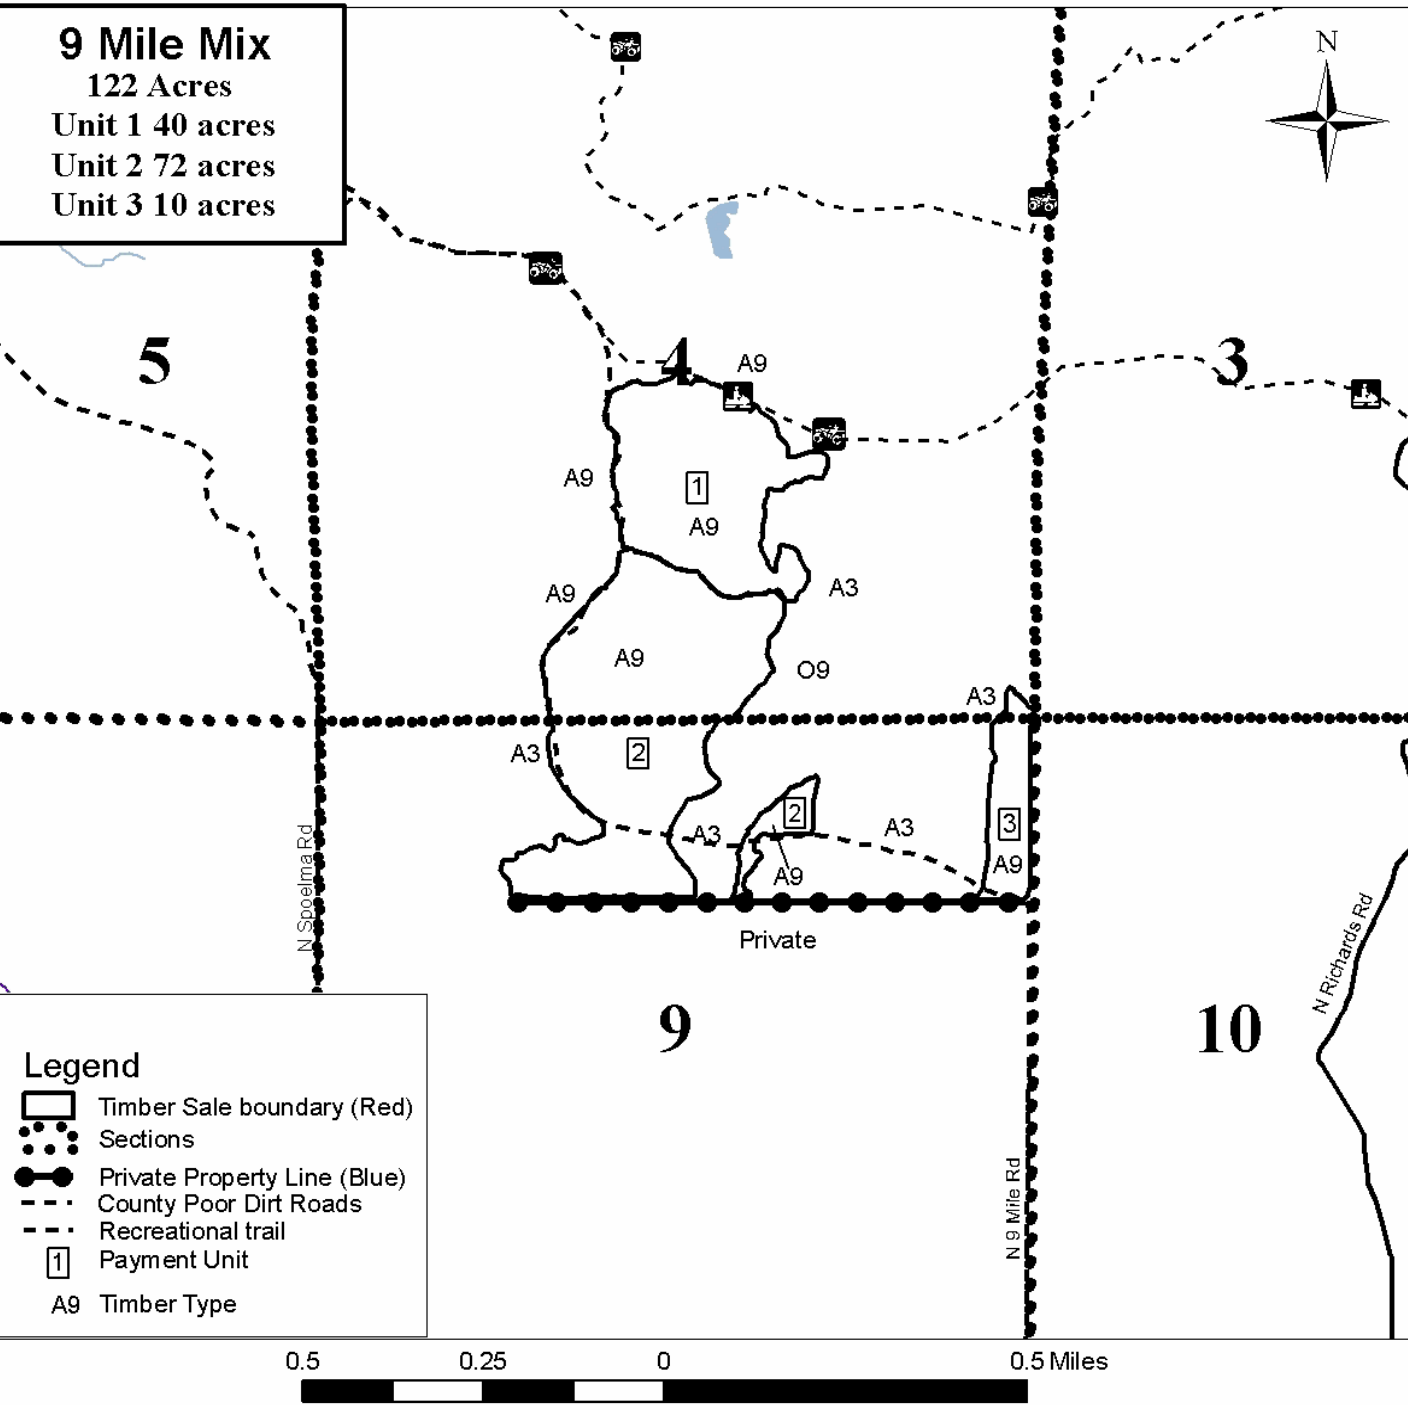 9 Mile Mix
122 Acres
Unit 1 40 acres
Unit 2 72 acres
Unit 3 10 acres
N
5
4
3
A9
A9
1
A9
A9
A3
A9
O9
A3
A3
2
2
A3
A3
3
A9
A9
N Spoelma Rd
Private
N Richards Rd
9
10
N 9 Mile Rd
Legend
Timber Sale boundary (Red)
Sections
Private Property Line (Blue)
County Poor Dirt Roads
Recreational trail
1 Payment Unit
A9 Timber Type
0.5 0.25 0 0.5 Miles